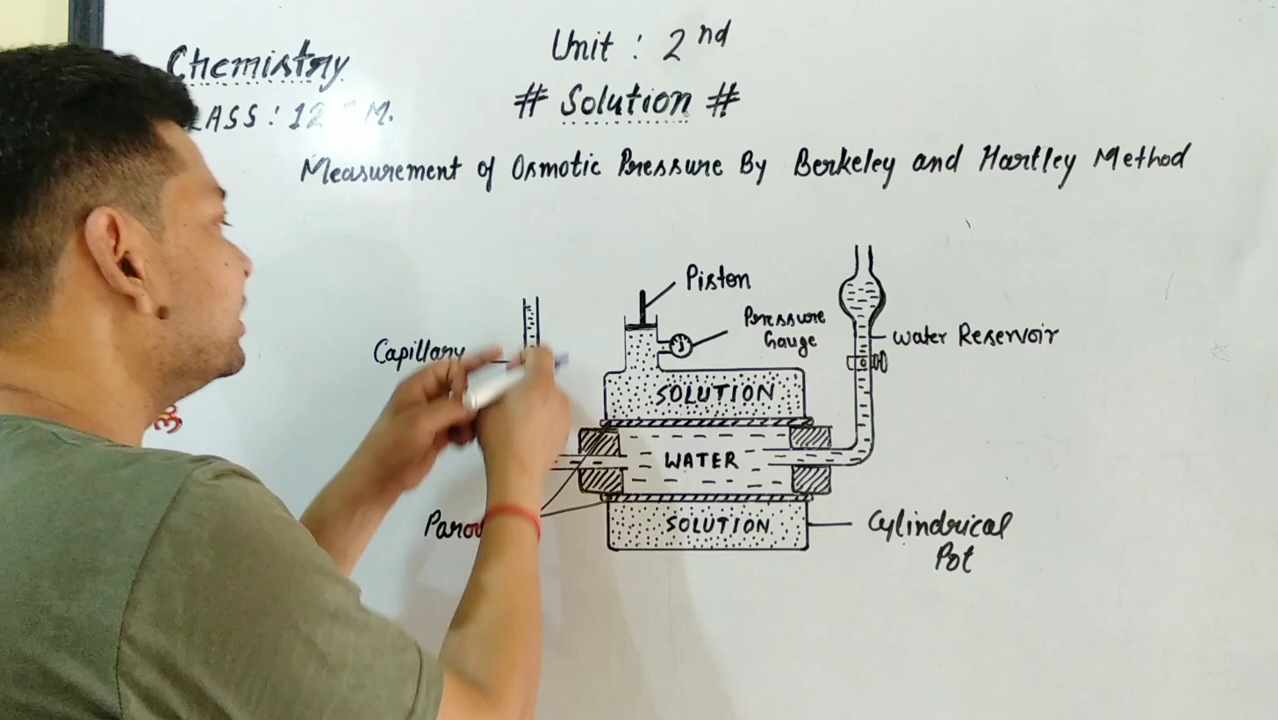 Chemistry
Unit : 2nd
# Solution #
Measurement of Osmotic Pressure By Berkeley and Hartley Method
Piston
Pressure
Gauge
Capillary
Water Reservoir
SOLUTION
WATER
SOLUTION
Cylindrical
Pot